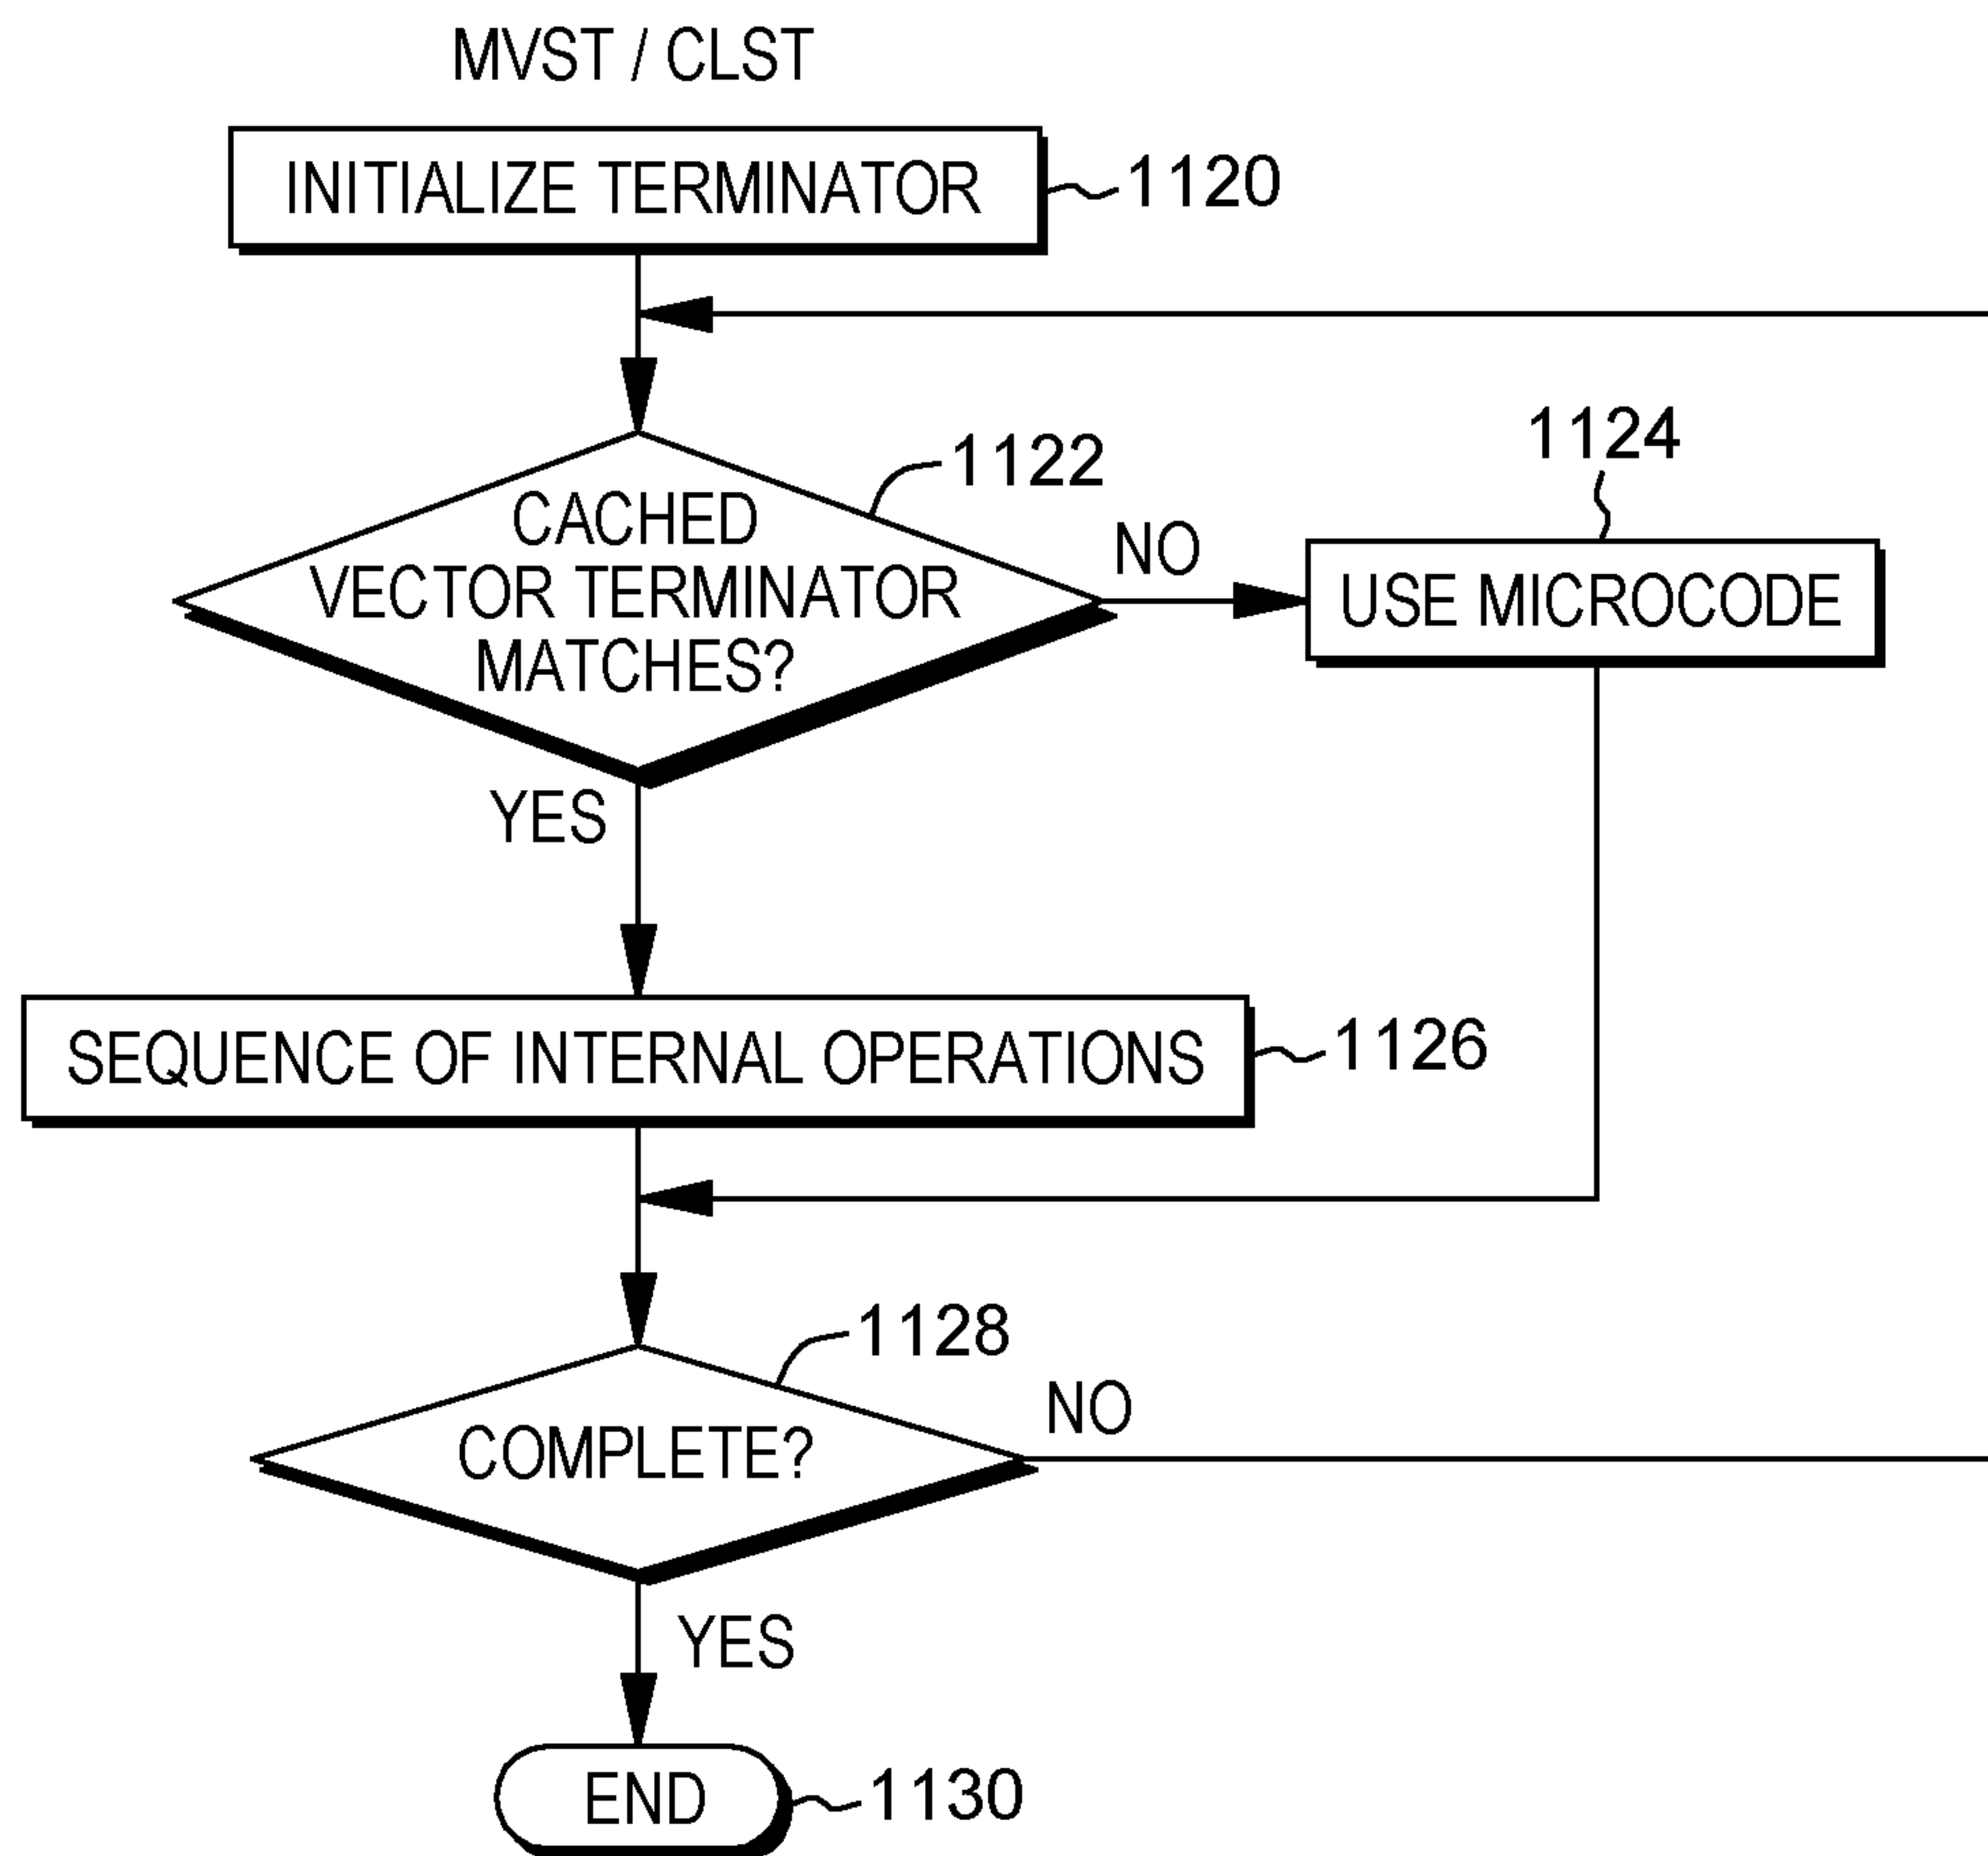 MVST / CLST
INITIALIZE TERMINATOR
1120
1122
CACHED
VECTOR TERMINATOR
MATCHES?
NO
1124
USE MICROCODE
YES
SEQUENCE OF INTERNAL OPERATIONS
1126
1128
COMPLETE?
NO
YES
END
1130